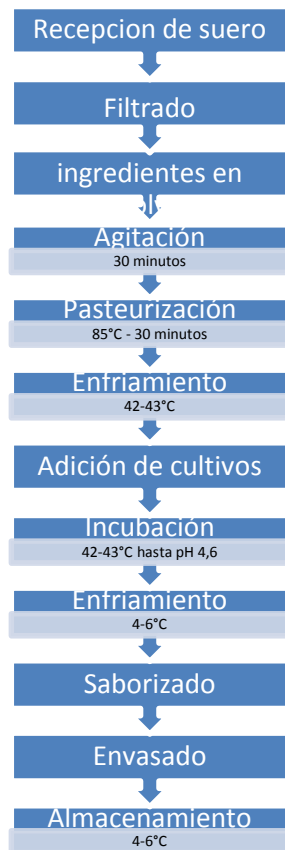 Recepcion de suero
Filtrado
ingredientes en
Agitación
30 minutos
Pasteurización
85°C - 30 minutos
Enfriamiento
42-43°C
Adición de cultivos
Incubación
42-43°C hasta pH 4,6
Enfriamiento
4-6°C
Saborizado
Envasado
Almacenamiento
4-6°C